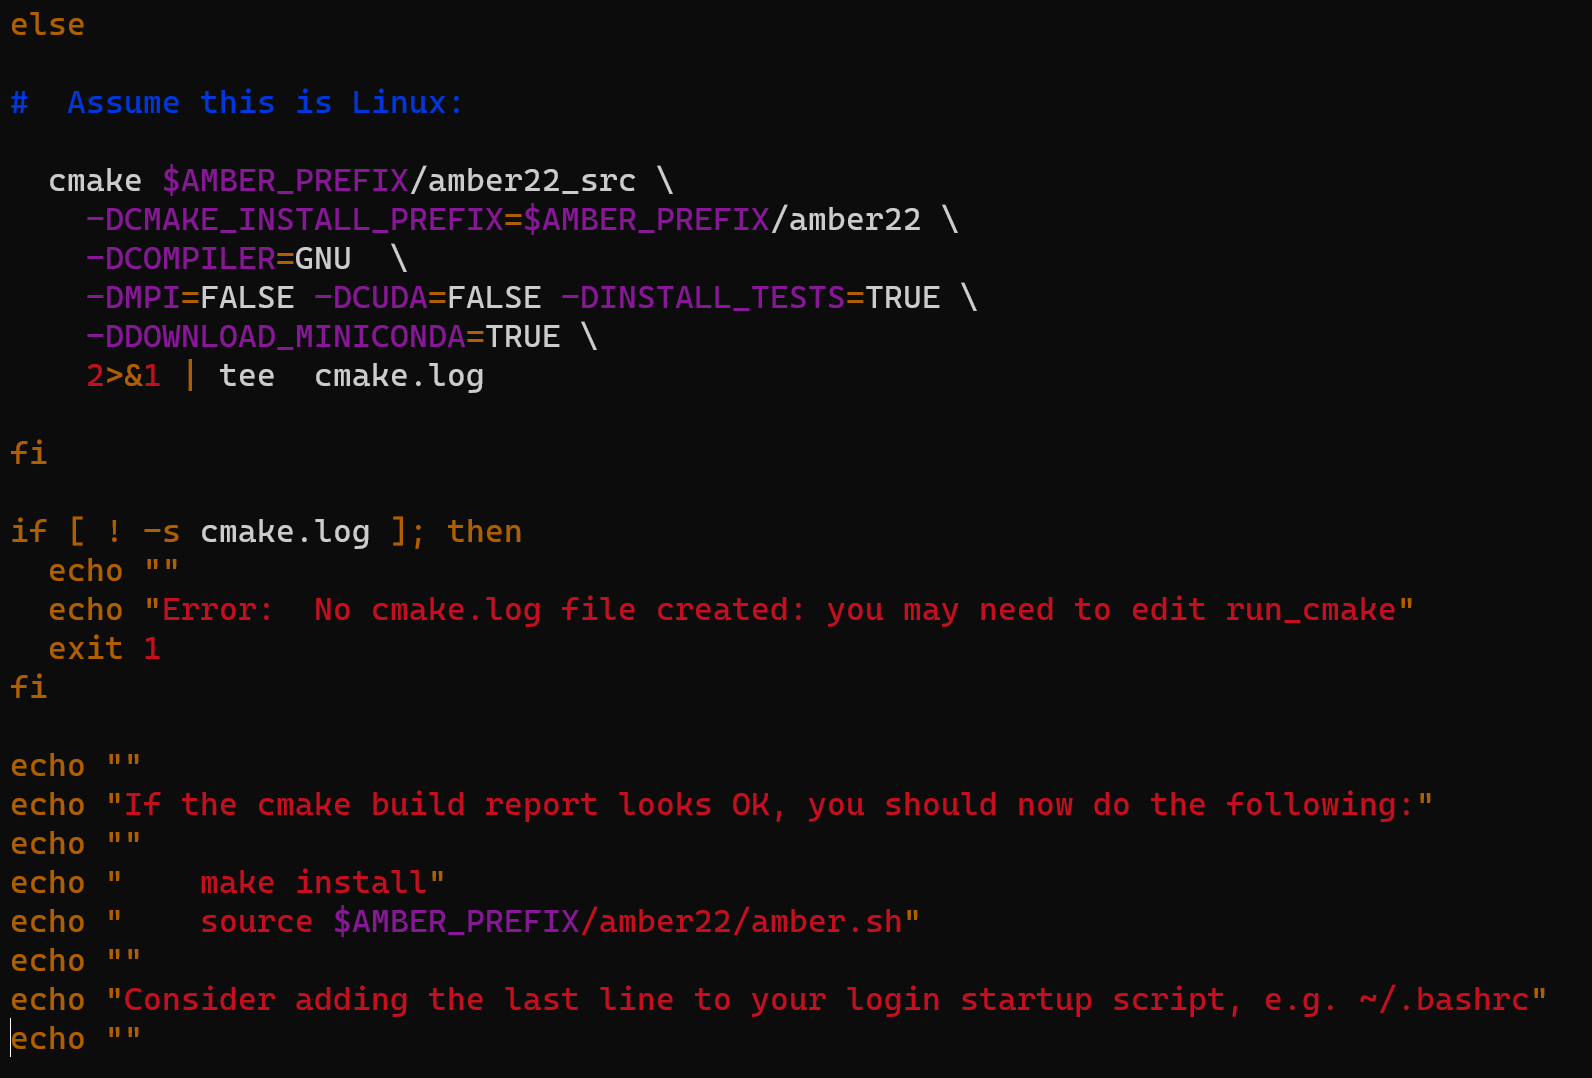 else
#  Assume this is Linux:
  cmake $AMBER_PREFIX/amber22_src \
    -DCMAKE_INSTALL_PREFIX=$AMBER_PREFIX/amber22 \
    -DCOMPILER=GNU  \
    -DMPI=FALSE -DCUDA=FALSE -DINSTALL_TESTS=TRUE \
    -DDOWNLOAD_MINICONDA=TRUE \
    2>&1 | tee  cmake.log
fi
if [ ! -s cmake.log ]; then
  echo ""
  echo "Error:  No cmake.log file created: you may need to edit run_cmake"
  exit 1
fi
echo ""
echo "If the cmake build report looks OK, you should now do the following:"
echo ""
echo "    make install"
echo "    source $AMBER_PREFIX/amber22/amber.sh"
echo ""
echo "Consider adding the last line to your login startup script, e.g. ~/.bashrc"
echo ""